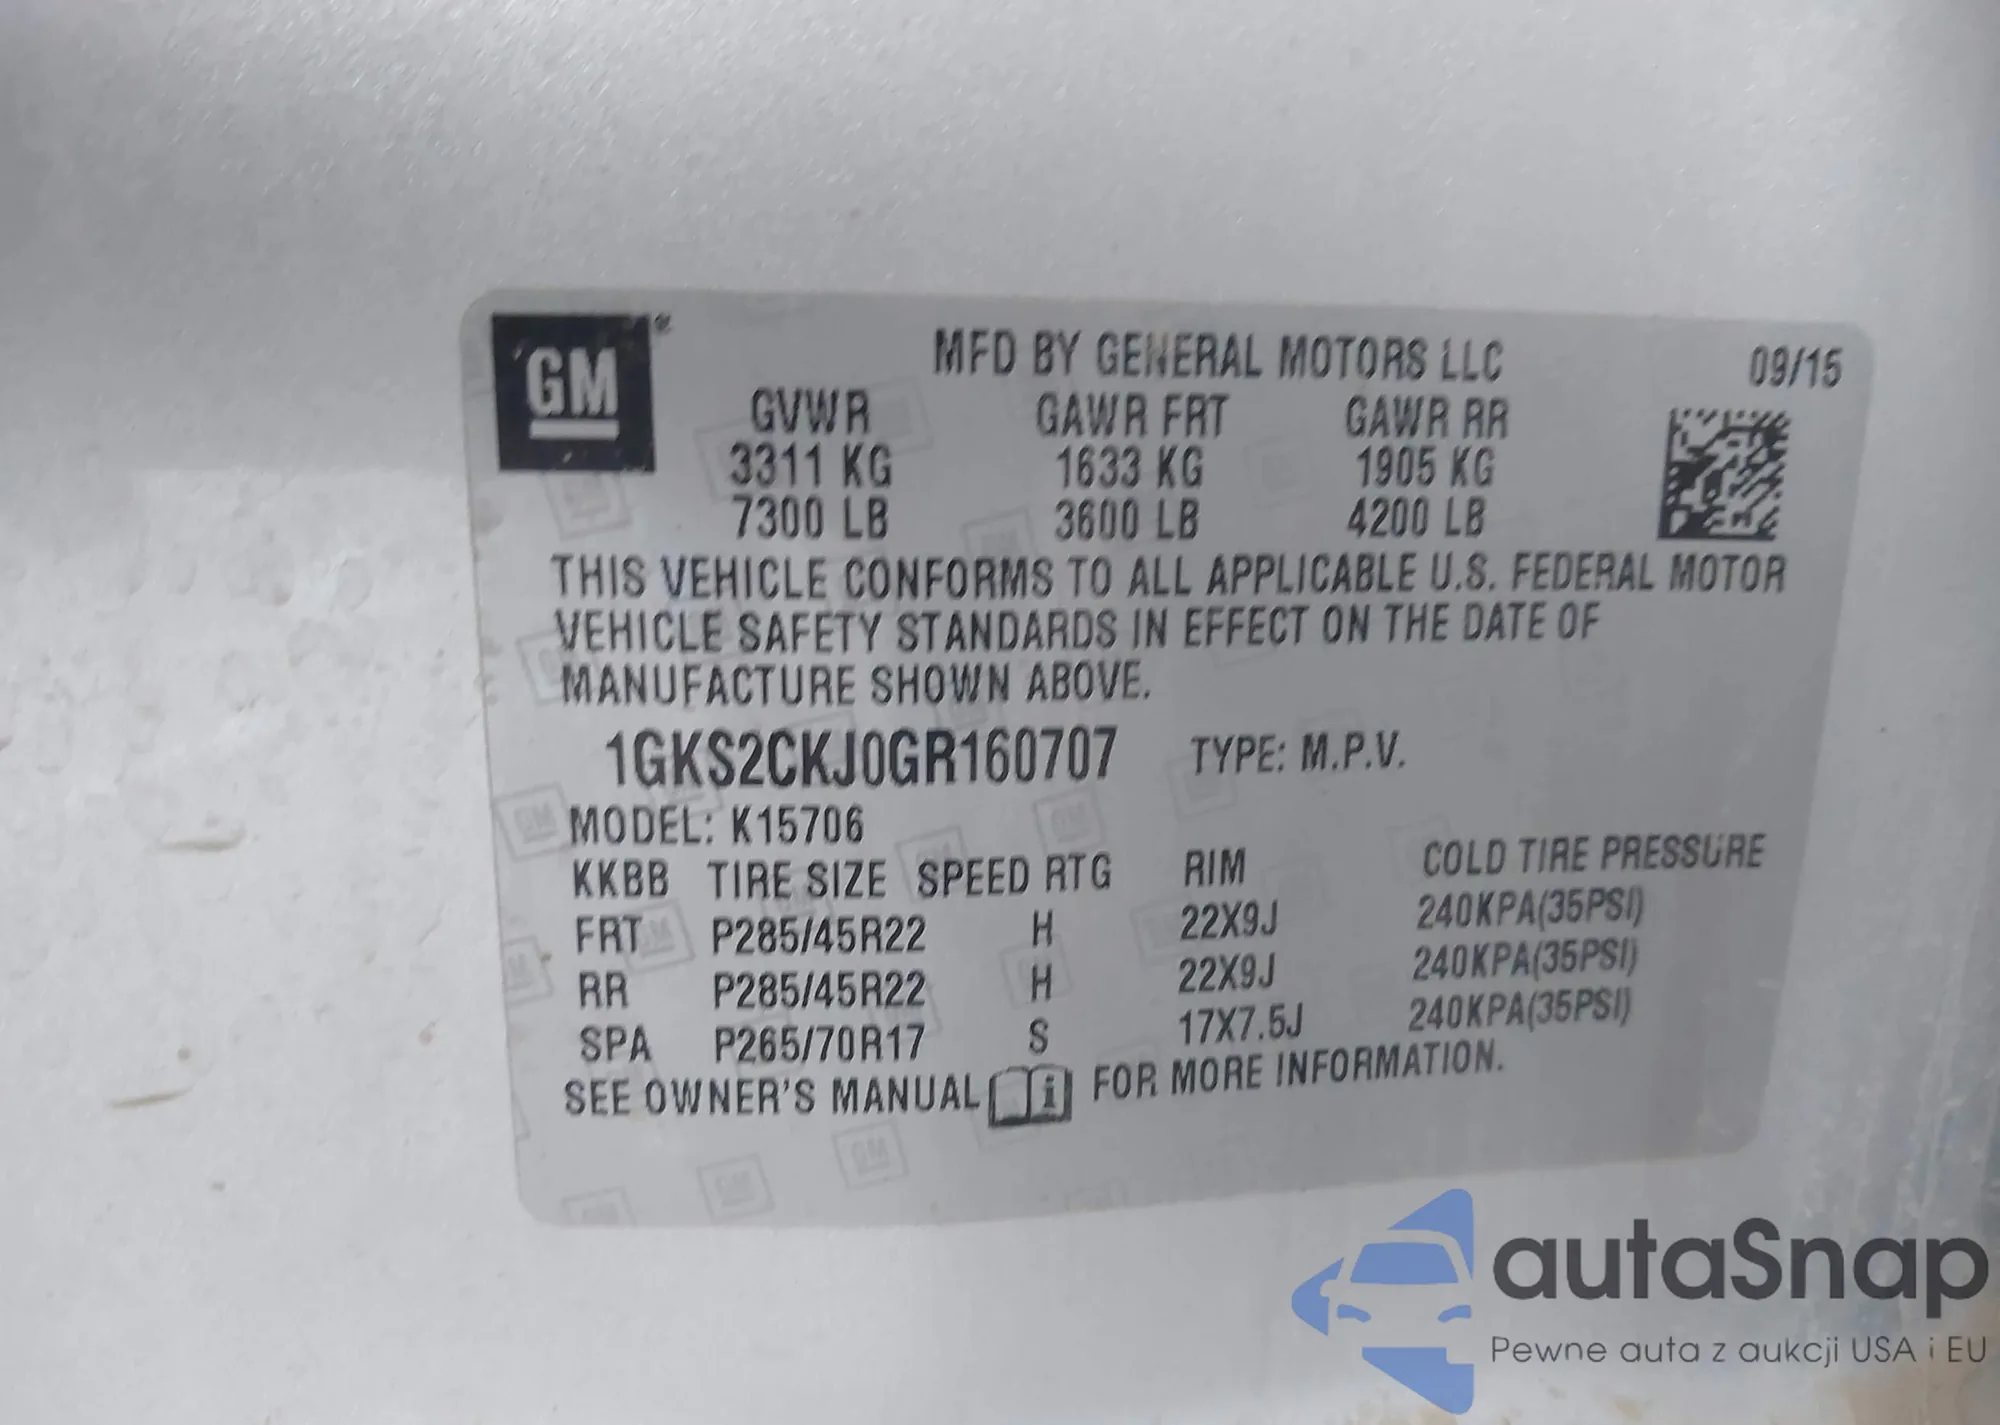 GM®
MFD BY GENERAL MOTORS LLC 09/15
GVWR GAWR FRT GAWR RR
3311 KG 1633 KG 1905 KG
7300 LB 3600 LB 4200 LB
THIS VEHICLE CONFORMS TO ALL APPLICABLE U.S. FEDERAL MOTOR
VEHICLE SAFETY STANDARDS IN EFFECT ON THE DATE OF
MANUFACTURE SHOWN ABOVE.
1GKS2CKJ0GR160707 TYPE: M.P.V.
MODEL: K15706
KKBB TIRE SIZE SPEED RTG RIM COLD TIRE PRESSURE
FRT P285/45R22 H 22X9J 240KPA(35PSI)
RR P285/45R22 H 22X9J 240KPA(35PSI)
SPA P265/70R17 S 17X7.5J 240KPA(35PSI)
SEE OWNER'S MANUAL i FOR MORE INFORMATION.
autaSnap
Pewne auta z aukcji USA i EU